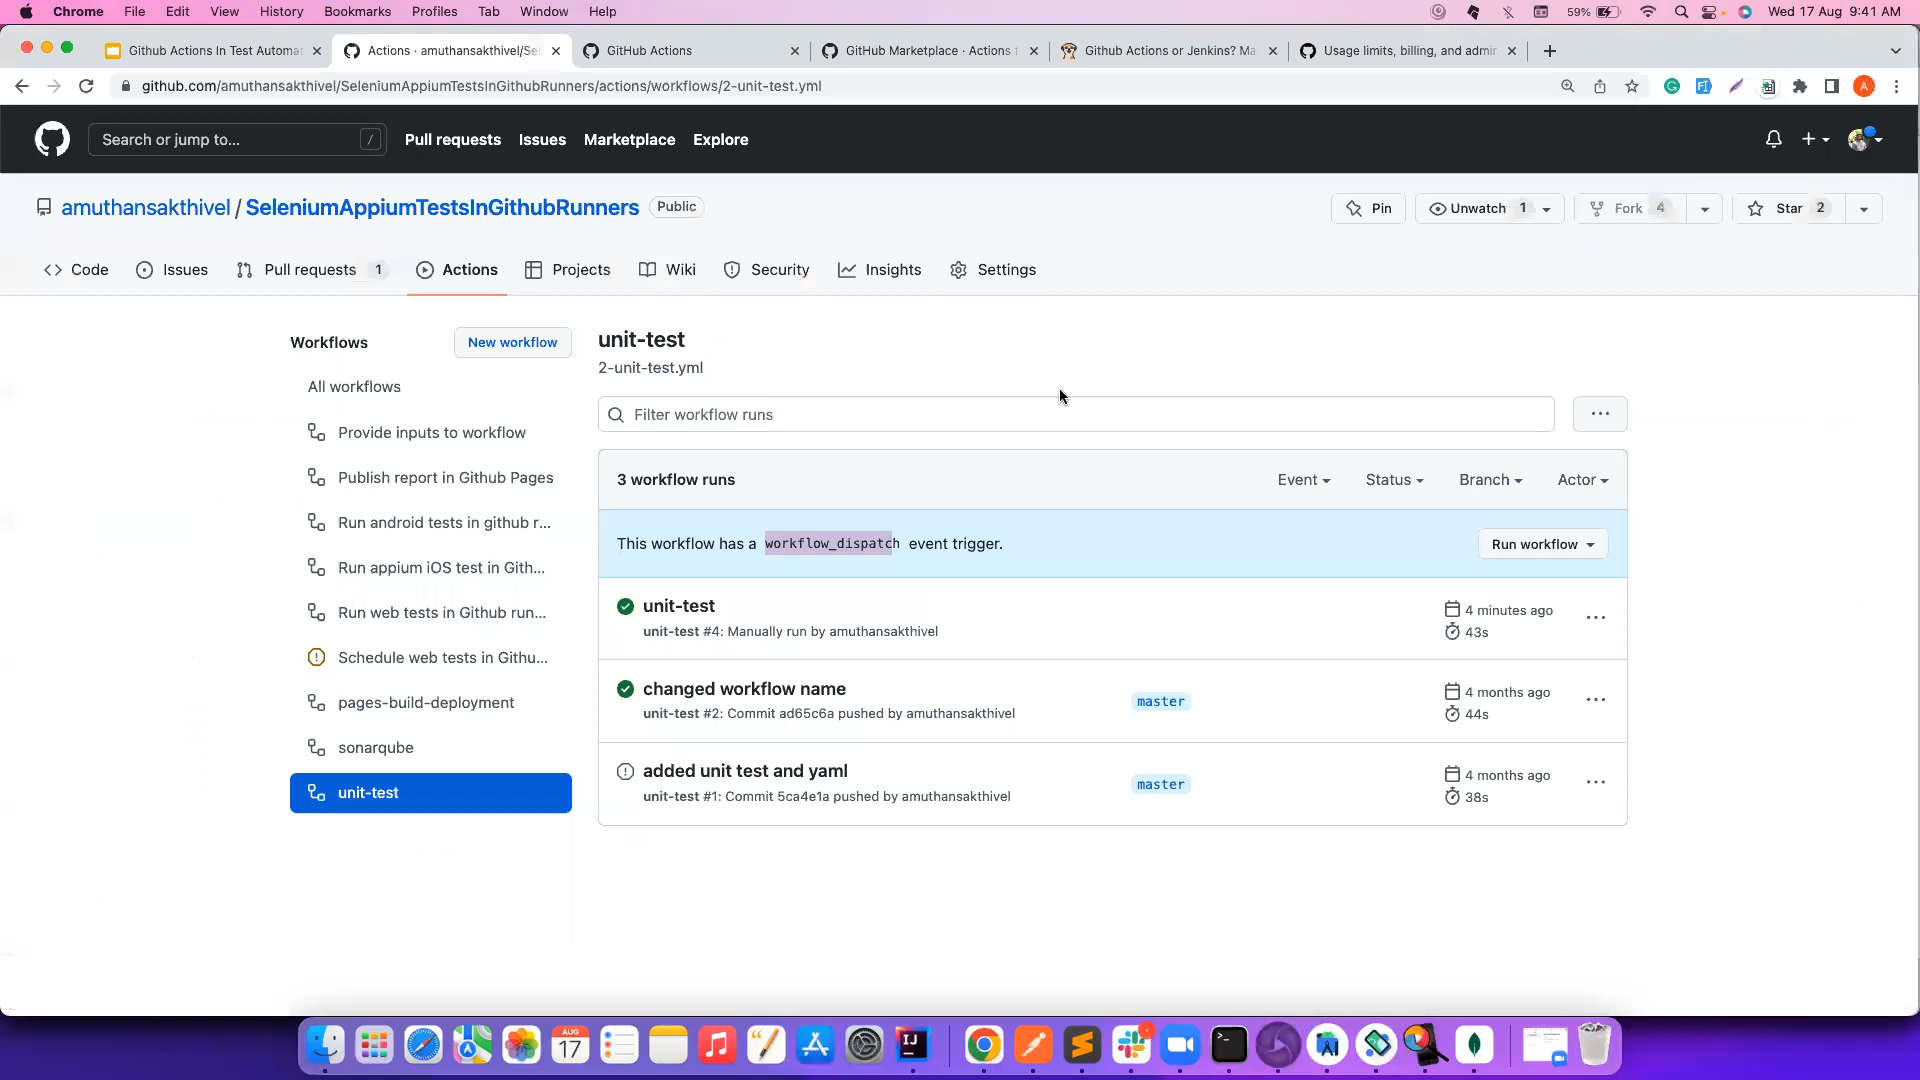 Chrome File Edit View History Bookmarks Profiles Tab Window Help 59% Wed 17 Aug 9:41 AM
Github Actions In Test Automa Actions · amuthansakthivel/Se GitHub Actions GitHub Marketplace · Actions t Github Actions or Jenkins? Ma Usage limits, billing, and admin
github.com/amuthansakthivel/SeleniumAppiumTestsInGithubRunners/actions/workflows/2-unit-test.yml A
Search or jump to... / Pull requests Issues Marketplace Explore
amuthansakthivel / SeleniumAppiumTestsInGithubRunners Public Pin Unwatch 1 Fork 4 Star 2
Code Issues Pull requests 1 Actions Projects Wiki Security Insights Settings
Workflows New workflow
All workflows
Provide inputs to workflow
Publish report in Github Pages
Run android tests in github r...
Run appium iOS test in Gith...
Run web tests in Github run...
Schedule web tests in Githu...
pages-build-deployment
sonarqube
unit-test
unit-test
2-unit-test.yml
Filter workflow runs
3 workflow runs Event Status Branch Actor
This workflow has a workflow_dispatch event trigger. Run workflow
unit-test
unit-test #4: Manually run by amuthansakthivel
4 minutes ago
43s
changed workflow name
unit-test #2: Commit ad65c6a pushed by amuthansakthivel
master
4 months ago
44s
added unit test and yaml
unit-test #1: Commit 5ca4e1a pushed by amuthansakthivel
master
4 months ago
38s
AUG
17
IJ